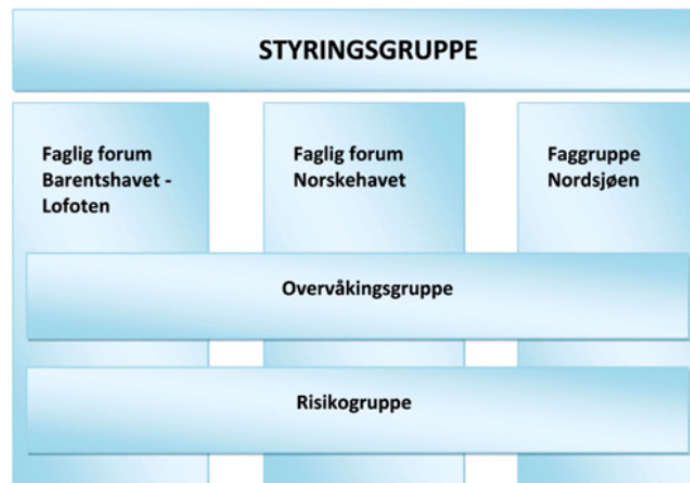 STYRINGSGRUPPE
Faglig forum
Barentshavet -
Lofoten
Faglig forum
Norskehavet
Faggruppe
Nordsjøen
Overvåkingsgruppe
Risikogruppe